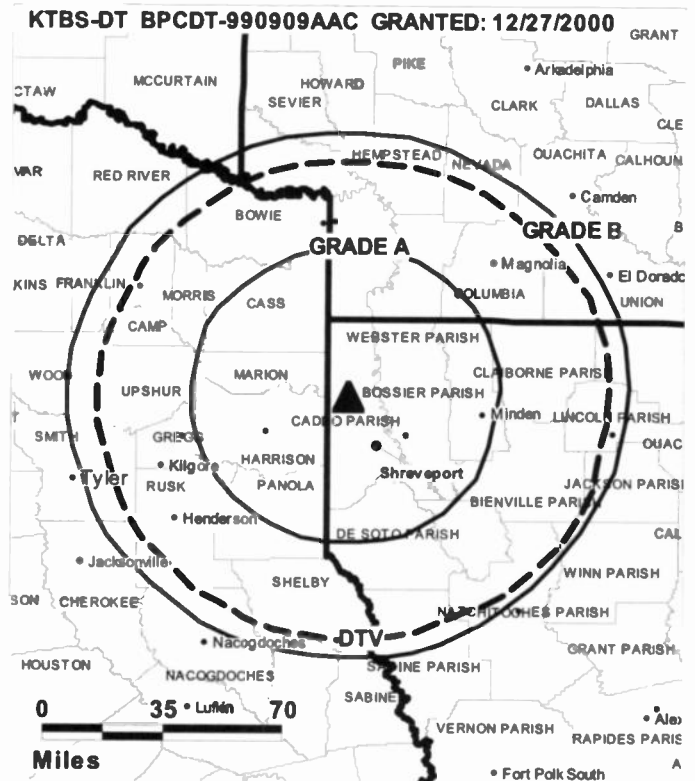 KTBS-DT BPCDT-990909AAC GRANTED: 12/27/2000
GRANT
PIKE
Arkadelphia
MCCURTAIN
HOWARD
CTAW
SEVIER
CLARK
DALLAS
CLE
HEMPSTEAD
NEVADA
OUACHITA
CALHOUN
VAR
RED RIVER
Camden
BOWIE
B
GRADE B
DELTA
GRADE A
Magnolia
El Dorado
KINS
FRANKLIN
MORRIS
CASS
COLUMBIA
UNION
CAMP
WEBSTER PARISH
WOOD
MARION
CLAIBORNE PARIS
UPSHUR
BOSSIER PARISH
CADDO PARISH
Minden
LINCOLN PARISH
SMITH
GREGG
OUAC
HARRISON
Kilgore
Shreveport
Tyler
RUSK
PANOLA
JACKSON PARISI
BIENVILLE PARISH
Henderson
DE SOTO PARISH
CAL
Jacksonville
WINN PARISH
SHELBY
SON
CHEROKEE
NATCHITOCHES PARISH
DTV
Nacogdoches
GRANT PARISH
HOUSTON
SABINE PARISH
NACOGDOCHES
SABINE
0 35 70
Lufkin
Alex
VERNON PARISH
RAPIDES PARIS
Miles
A
Fort Polk South